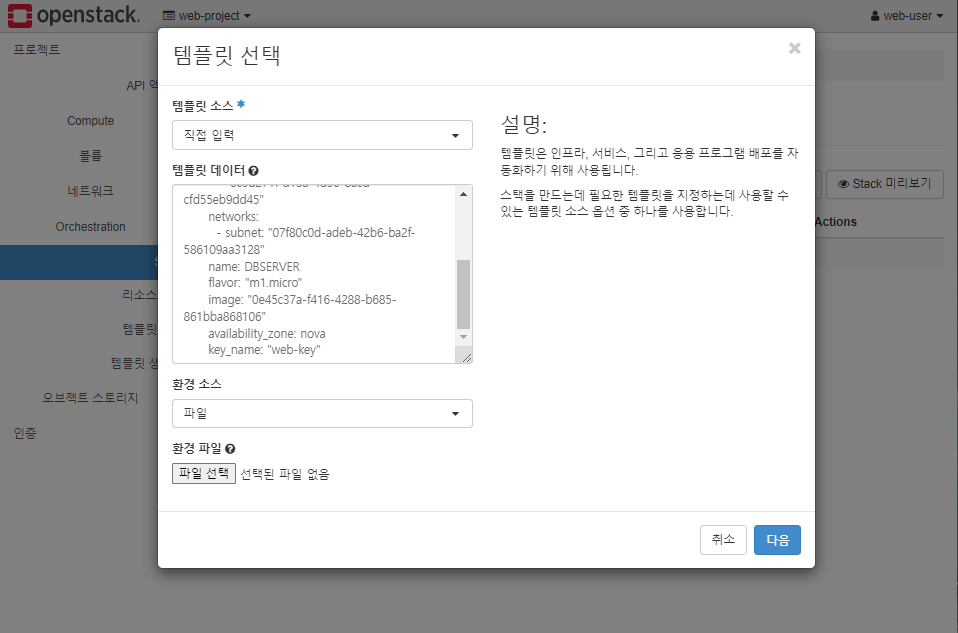 openstack.
web-project
web-user
프로젝트
API
Compute
볼륨
네트워크
Orchestration
리소스
템플릿
템플릿 생
오브젝트 스토리지
인증
템플릿 선택
×
템플릿 소스 *
직접 입력
템플릿 데이터
cfd55eb9dd45"
networks:
- subnet: "07f80c0d-adeb-42b6-ba2f-
586109aa3128"
name: DBSERVER
flavor: "m1.micro"
image: "0e45c37a-f416-4288-b685-
861bba868106"
availability_zone: nova
key_name: "web-key"
환경 소스
파일
환경 파일
파일 선택 선택된 파일 없음
설명:
템플릿은 인프라, 서비스, 그리고 응용 프로그램 배포를 자
동화하기 위해 사용됩니다.
스택을 만드는데 필요한 템플릿을 지정하는데 사용할 수
있는 템플릿 소스 옵션 중 하나를 사용합니다.
Stack 미리보기
Actions
취소
다음